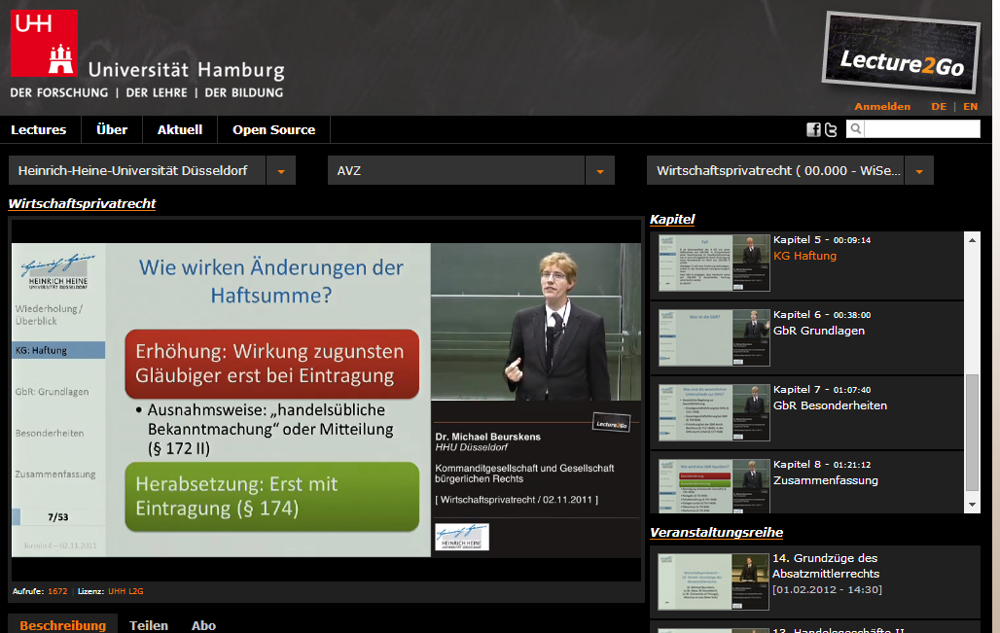 UHH
Universität Hamburg
DER FORSCHUNG | DER LEHRE | DER BILDUNG
Lecture2Go
Anmelden DE | EN
Lectures Über Aktuell Open Source
Heinrich-Heine-Universität Düsseldorf
AVZ
Wirtschaftsprivatrecht ( 00.000 - WiSe...
Wirtschaftsprivatrecht
HEINRICH HEINE
UNIVERSITÄT DÜSSELDORF
Wiederholung /
Überblick
KG: Haftung
GbR: Grundlagen
Besonderheiten
Zusammenfassung
7/53
Termin 4 – 02.11.2011
Wie wirken Änderungen der
Haftsumme?
Erhöhung: Wirkung zugunsten
Gläubiger erst bei Eintragung
• Ausnahmsweise: „handelsübliche
Bekanntmachung“ oder Mitteilung
(§ 172 II)
Herabsetzung: Erst mit
Eintragung (§ 174)
Lecture2Go
Dr. Michael Beurskens
HHU Düsseldorf
Kommanditgesellschaft und Gesellschaft
bürgerlichen Rechts
[ Wirtschaftsprivatrecht / 02.11.2011 ]
HEINRICH HEINE
UNIVERSITÄT DÜSSELDORF
Aufrufe: 1672 | Lizenz: UHH L2G
Beschreibung Teilen Abo
Kapitel
Kapitel 5 - 00:09:14
KG Haftung
Kapitel 6 - 00:38:00
GbR Grundlagen
Kapitel 7 - 01:07:40
GbR Besonderheiten
Kapitel 8 - 01:21:12
Zusammenfassung
Veranstaltungsreihe
14. Grundzüge des
Absatzmittlerrechts
[01.02.2012 - 14:30]
13. Handelsgeschäfte II